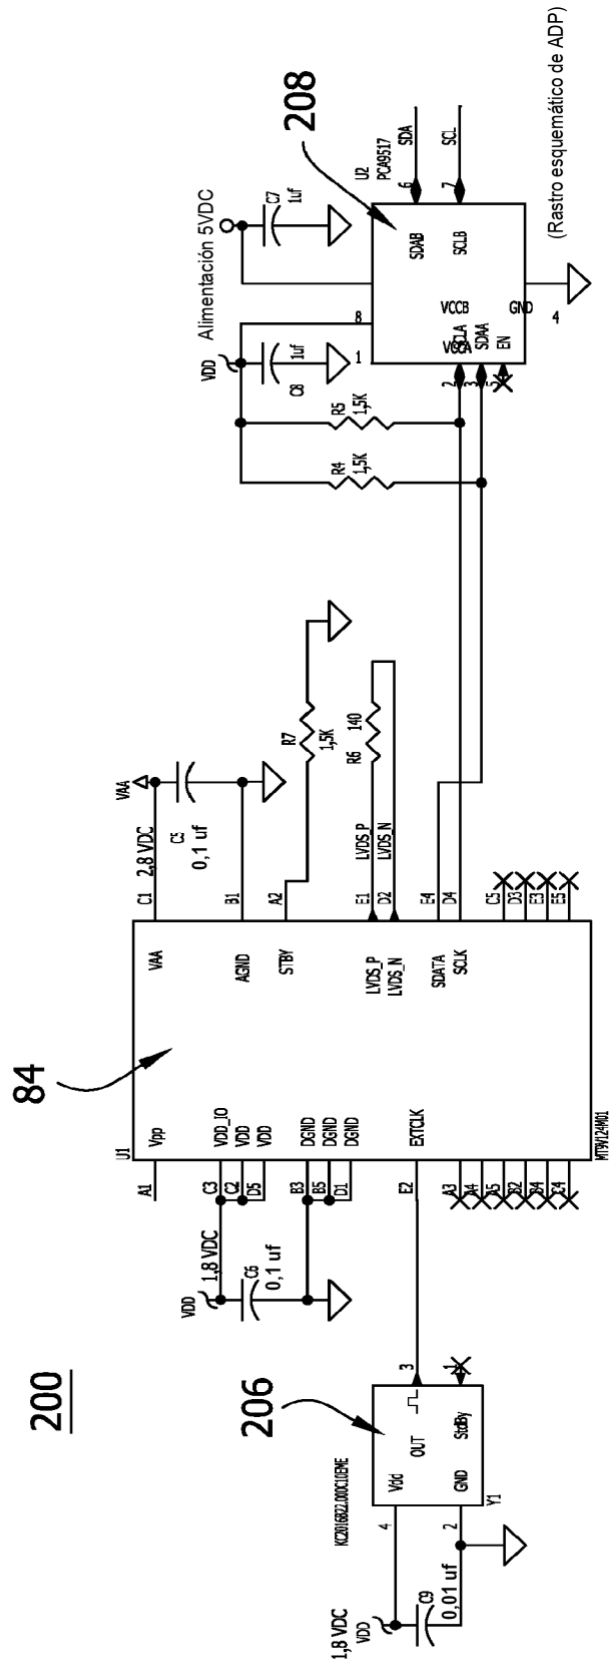 200
206
KC2016B22.000C10EME
Vdd
OUT
GND
StdBy
Y1
4
3
2
1
1,8 VDC
VDD
C9
0,01 uf
84
U1
MT9V124M01
Vpp
VDD_IO
VDD
VDD
DGND
DGND
DGND
EXTCLK
VAA
AGND
STBY
LVDS_P
LVDS_N
SDATA
SCLK
A1
C3
C2
D5
B3
B5
D1
E2
A3
A4
A5
B2
B4
C4
VDD
1,8 VDC
C6
0,1 uf
C1
B1
A2
E1
D2
E4
D4
C5
D3
E3
E5
VAA
2,8 VDC
C5
0,1 uf
R7
1,5K
LVDS_P
LVDS_N
R6
140
R4
1,5K
R5
1,5K
VDD
C8
1uf
Alimentación 5VDC
C7
1uf
208
U2
PCA9517
SDAB
SCLB
VCCB
VCCA
SCLA
SDAA
EN
GND
8
1
2
3
5
4
6
7
SDA
SCL
(Rastro esquemático de ADP)